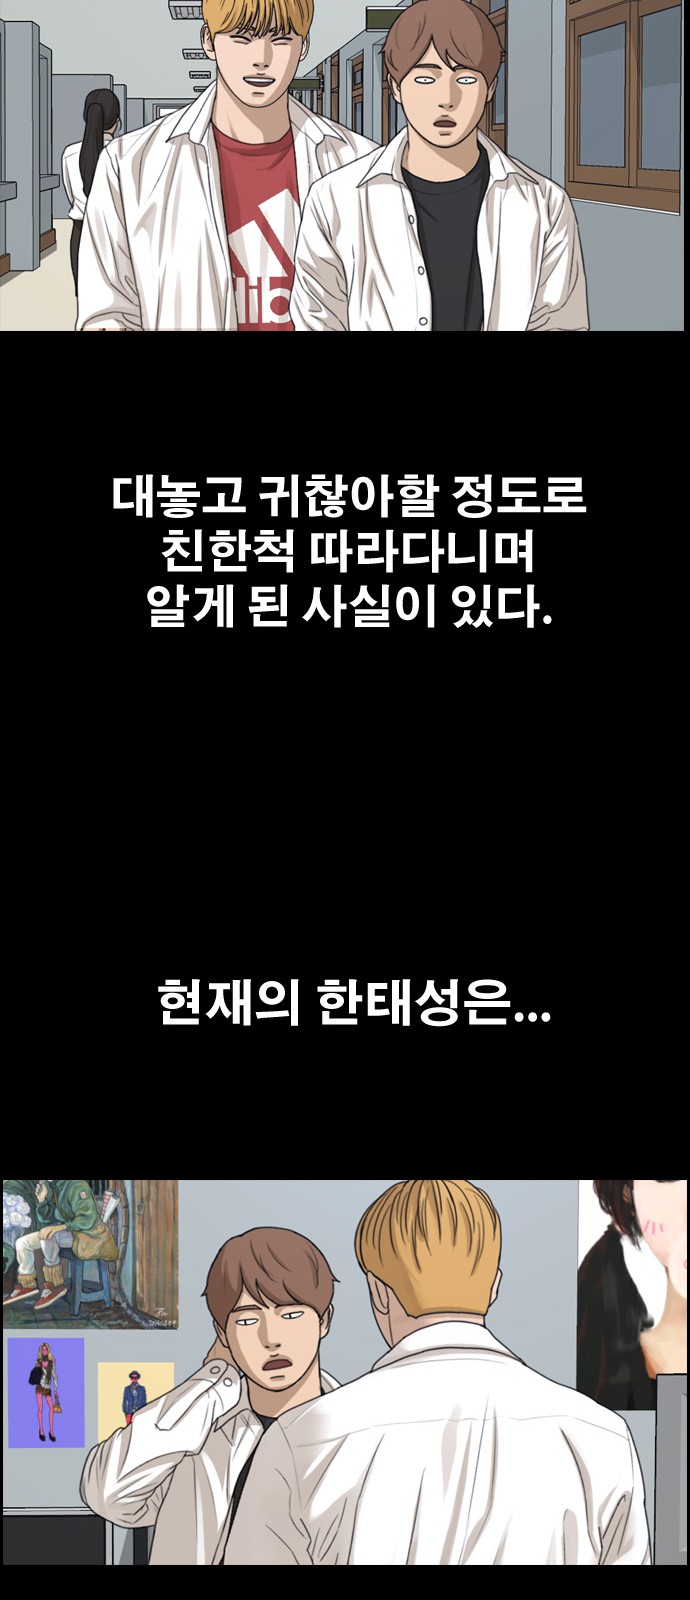 lib
대놓고 귀찮아할 정도로
친한척 따라다니며
알게 된 사실이 있다.
현재의 한태성은...